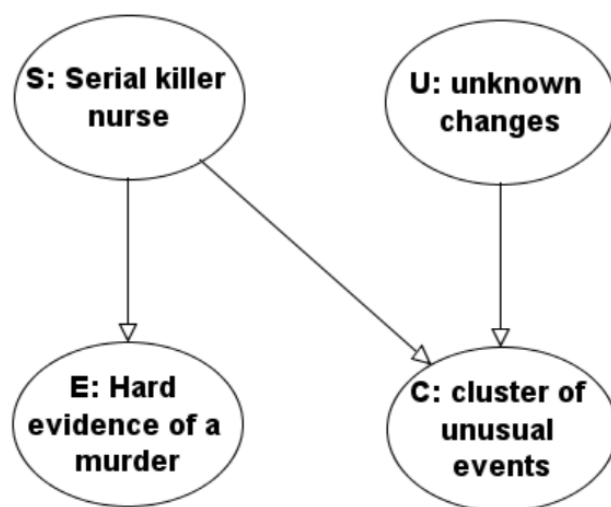 S: Serial killer
nurse
U: unknown
changes
E: Hard
evidence of a
murder
C: cluster of
unusual
events